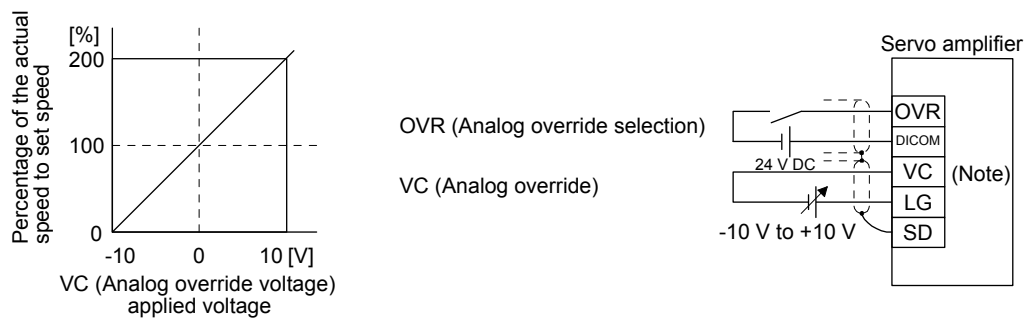 [%]
200
100
0
Percentage of the actual
speed to set speed
-10
0
10 [V]
VC (Analog override voltage)
applied voltage
OVR (Analog override selection)
VC (Analog override)
Servo amplifier
OVR
DICOM
24 V DC
VC
(Note)
LG
-10 V to +10 V
SD